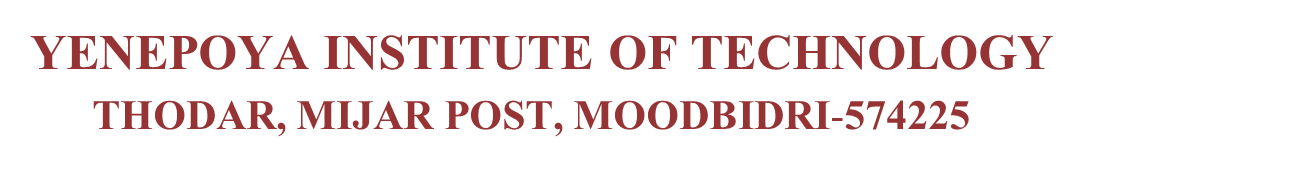 YENEPOYA INSTITUTE OF TECHNOLOGY
THODAR, MIJAR POST, MOODBIDRI-574225